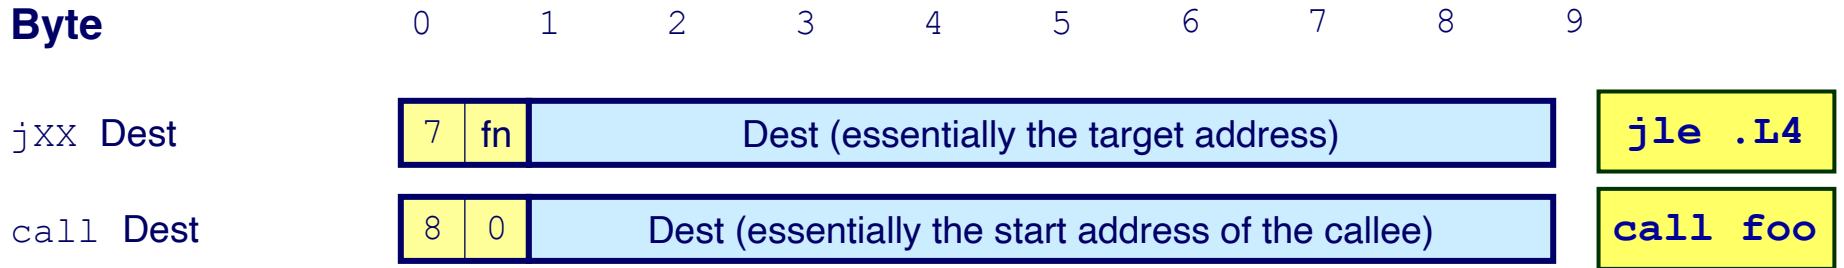 Byte 0 1 2 3 4 5 6 7 8 9
jXX Dest 7 fn Dest (essentially the target address) jle .L4
call Dest 8 0 Dest (essentially the start address of the callee) call foo